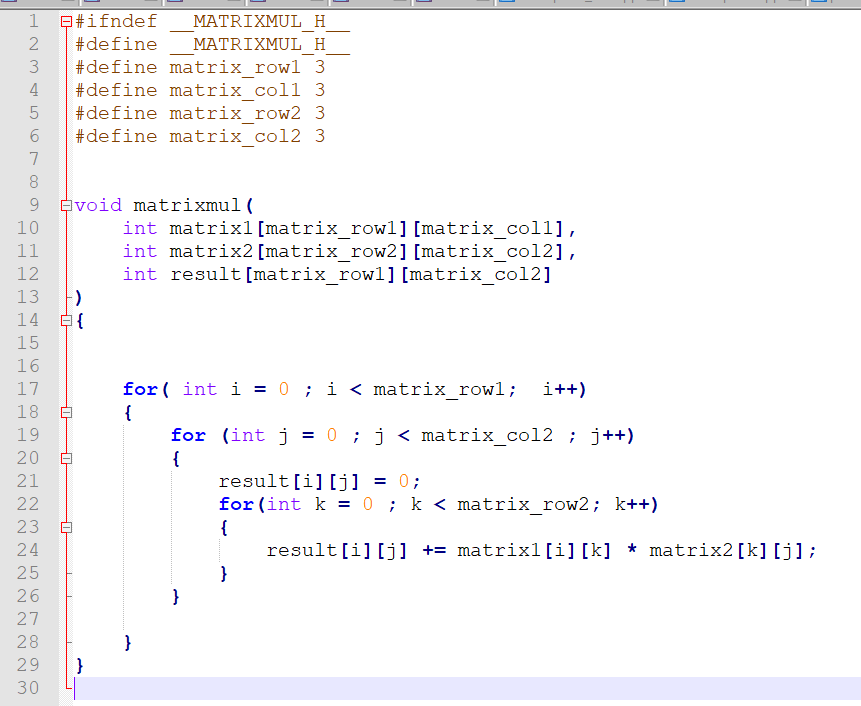 1 #ifndef __MATRIXMUL_H__
2 #define __MATRIXMUL_H__
3 #define matrix_row1 3
4 #define matrix_col1 3
5 #define matrix_row2 3
6 #define matrix_col2 3
7
8
9 void matrixmul(
10     int matrix1[matrix_row1][matrix_col1],
11     int matrix2[matrix_row2][matrix_col2],
12     int result[matrix_row1][matrix_col2]
13 )
14 {
15
16
17     for( int i = 0 ; i < matrix_row1;  i++)
18     {
19         for (int j = 0 ; j < matrix_col2 ; j++)
20         {
21             result[i][j] = 0;
22             for(int k = 0 ; k < matrix_row2; k++)
23             {
24                 result[i][j] += matrix1[i][k] * matrix2[k][j];
25             }
26         }
27
28     }
29 }
30